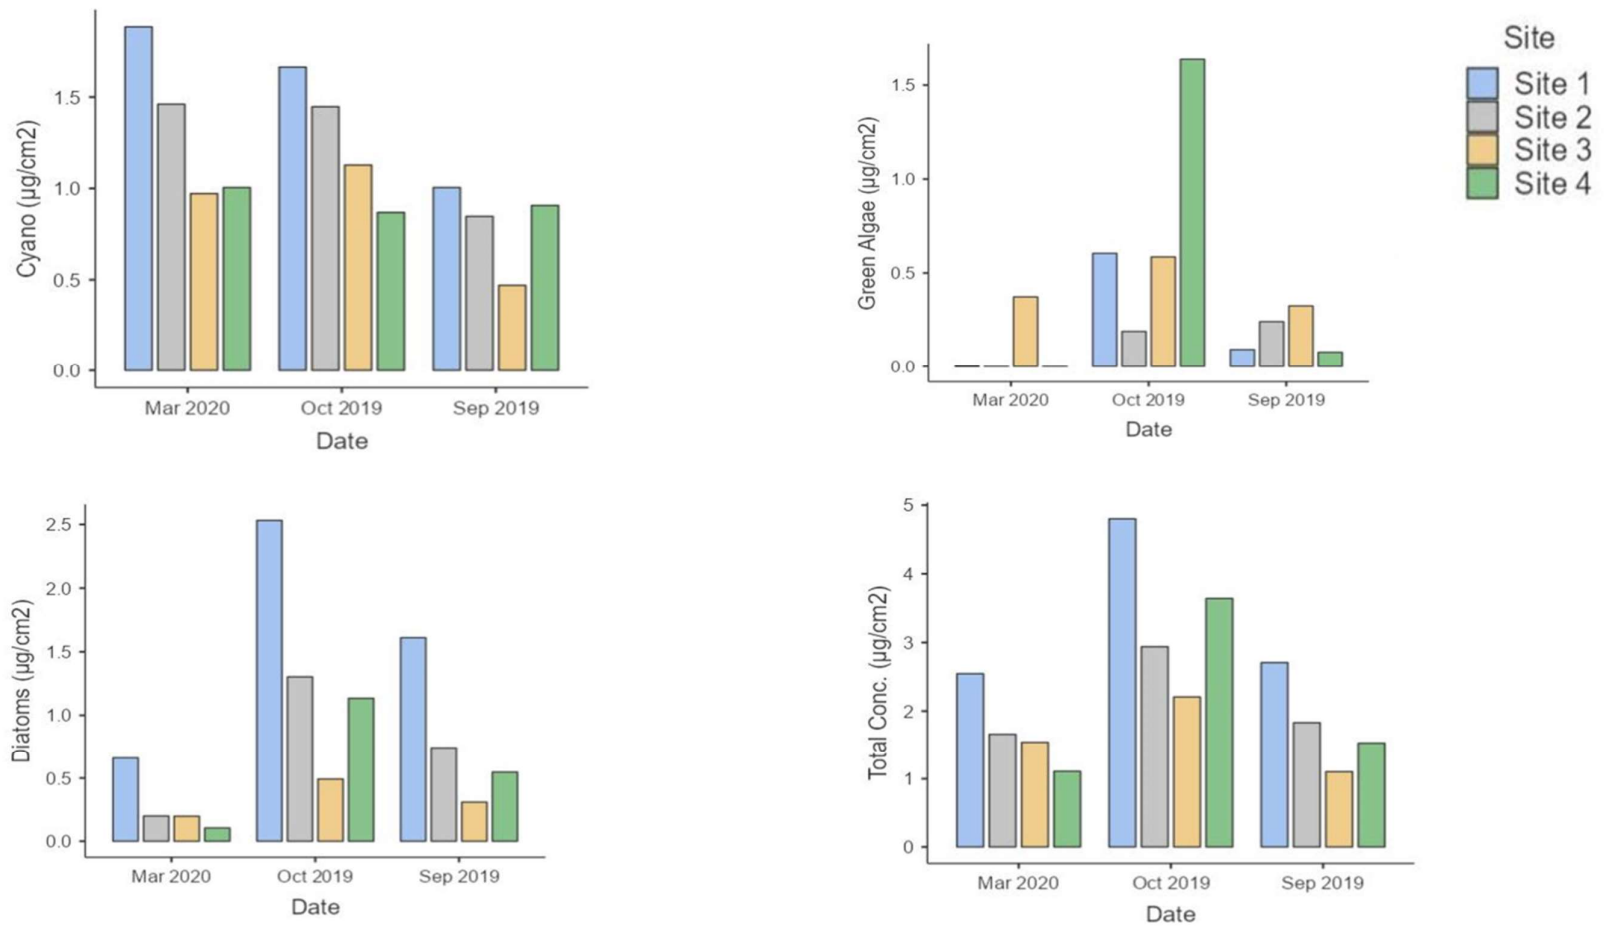 Cyano (µg/cm2)
1.5
1.0
0.5
0.0
Mar 2020 Oct 2019 Sep 2019
Date
Green Algae (µg/cm2)
1.5
1.0
0.5
0.0
Mar 2020 Oct 2019 Sep 2019
Date
Site
Site 1
Site 2
Site 3
Site 4
Diatoms (µg/cm2)
2.5
2.0
1.5
1.0
0.5
0.0
Mar 2020 Oct 2019 Sep 2019
Date
Total Conc. (µg/cm2)
5
4
3
2
1
0
Mar 2020 Oct 2019 Sep 2019
Date